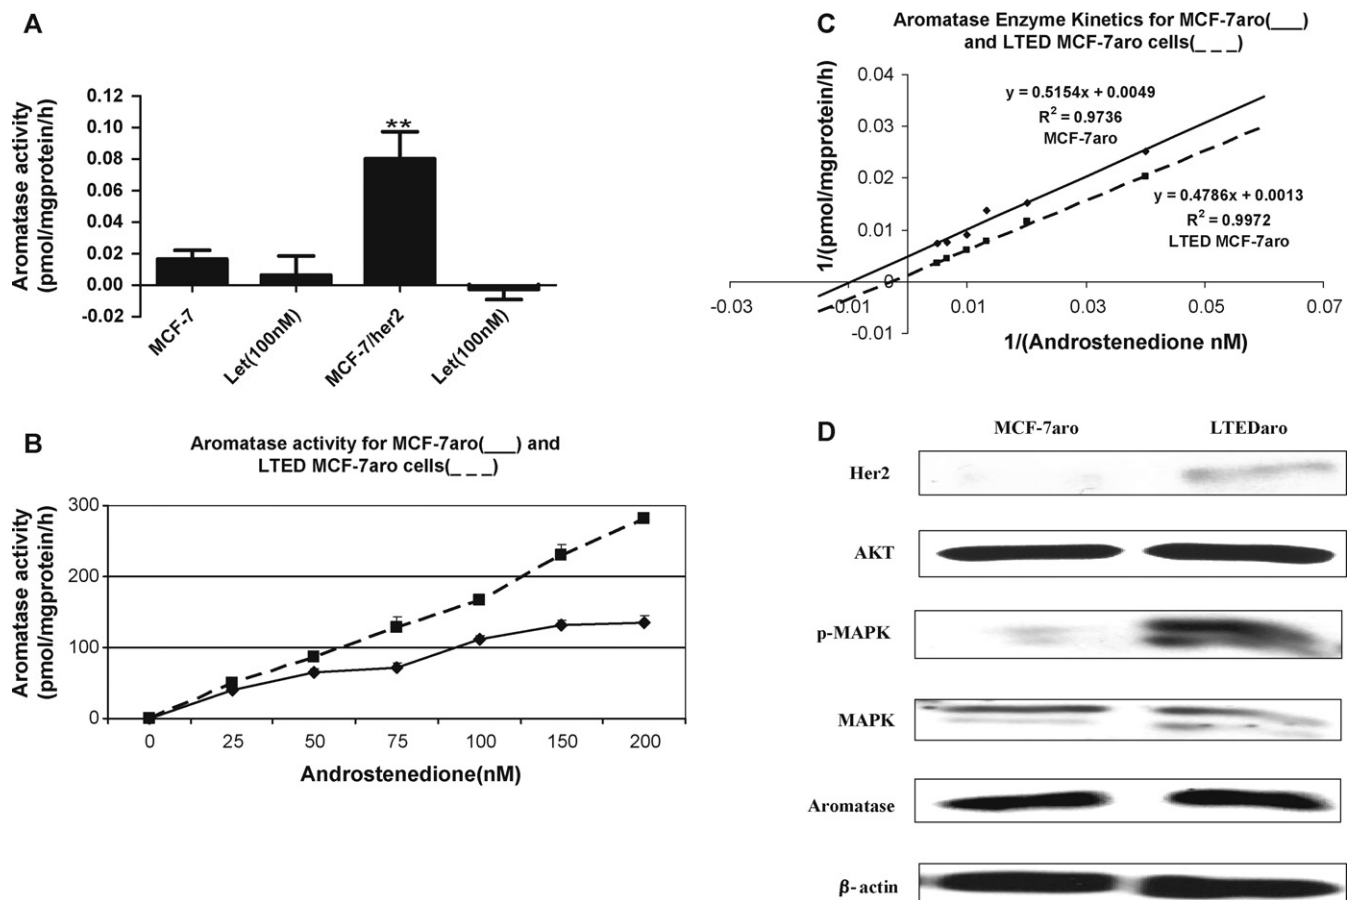 A
Aromatase activity
(pmol/mgprotein/h)
0.12
0.10
0.08
0.06
0.04
0.02
0.00
-0.02
**
MCF-7
Let(100nM)
MCF-7/her2
Let(100nM)
B
Aromatase activity for MCF-7aro(___) and
LTED MCF-7aro cells(_ _ _)
Aromatase activity
(pmol/mgprotein/h)
300
200
100
0
0 25 50 75 100 150 200
Androstenedione(nM)
C
Aromatase Enzyme Kinetics for MCF-7aro(___)
and LTED MCF-7aro cells(_ _ _)
1/(pmol/mgprotein/h)
0.04
0.03
0.02
0.01
0
-0.01
y = 0.5154x + 0.0049
R² = 0.9736
MCF-7aro
y = 0.4786x + 0.0013
R² = 0.9972
LTED MCF-7aro
-0.03 -0.01 0.01 0.03 0.05 0.07
1/(Androstenedione nM)
D
MCF-7aro LTEDaro
Her2
AKT
p-MAPK
MAPK
Aromatase
β-actin